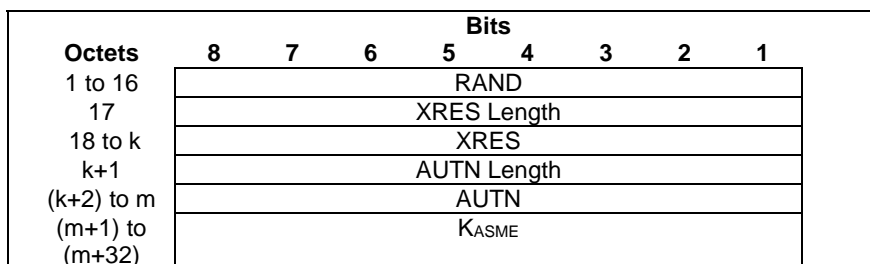 Bits
Octets 8 7 6 5 4 3 2 1
1 to 16 RAND
17 XRES Length
18 to k XRES
k+1 AUTN Length
(k+2) to m AUTN
(m+1) to KASME
(m+32)